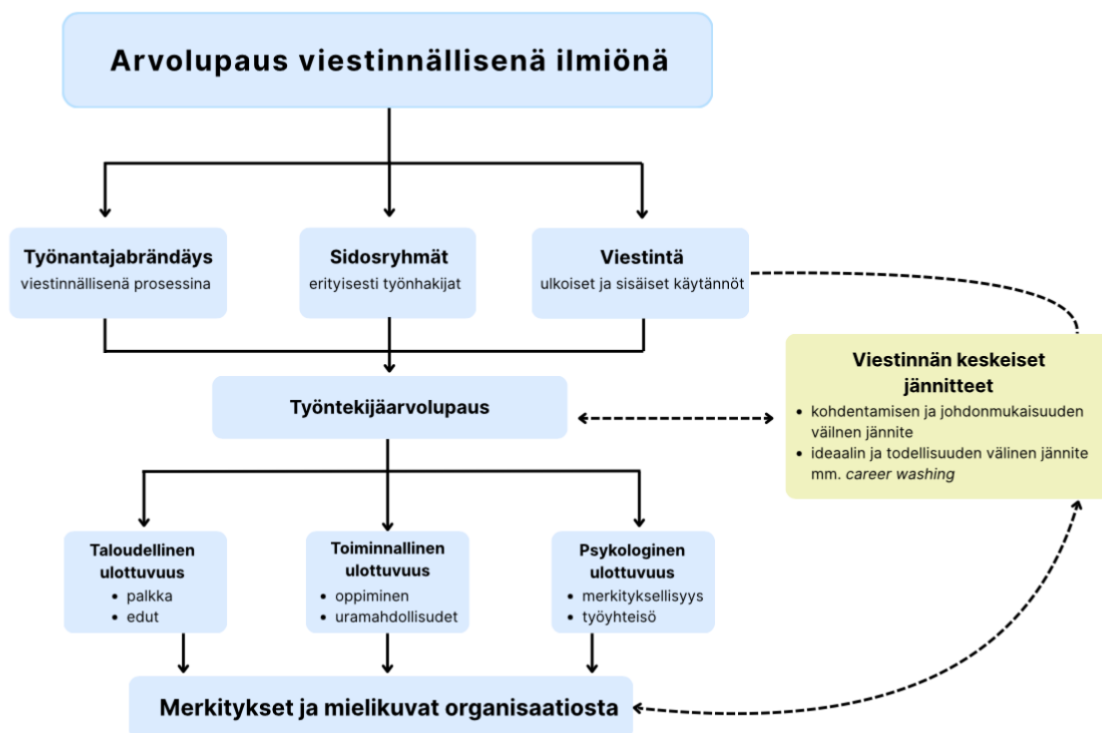 Arvolupaus viestinnällisenä ilmiönä
Työnantajabrändäys
viestinnällisenä prosessina
Sidosryhmät
erityisesti työnhakijat
Viestintä
ulkoiset ja sisäiset käytännöt
Viestinnän keskeiset
jännitteet
• kohdentamisen ja johdonmukaisuuden
väilnen jännite
• ideaalin ja todellisuuden välinen jännite
mm. career washing
Työntekijäarvolupaus
Taloudellinen
ulottuvuus
• palkka
• edut
Toiminnallinen
ulottuvuus
• oppiminen
• uramahdollisudet
Psykologinen
ulottuvuus
• merkityksellisyys
• työyhteisö
Merkitykset ja mielikuvat organisaatiosta